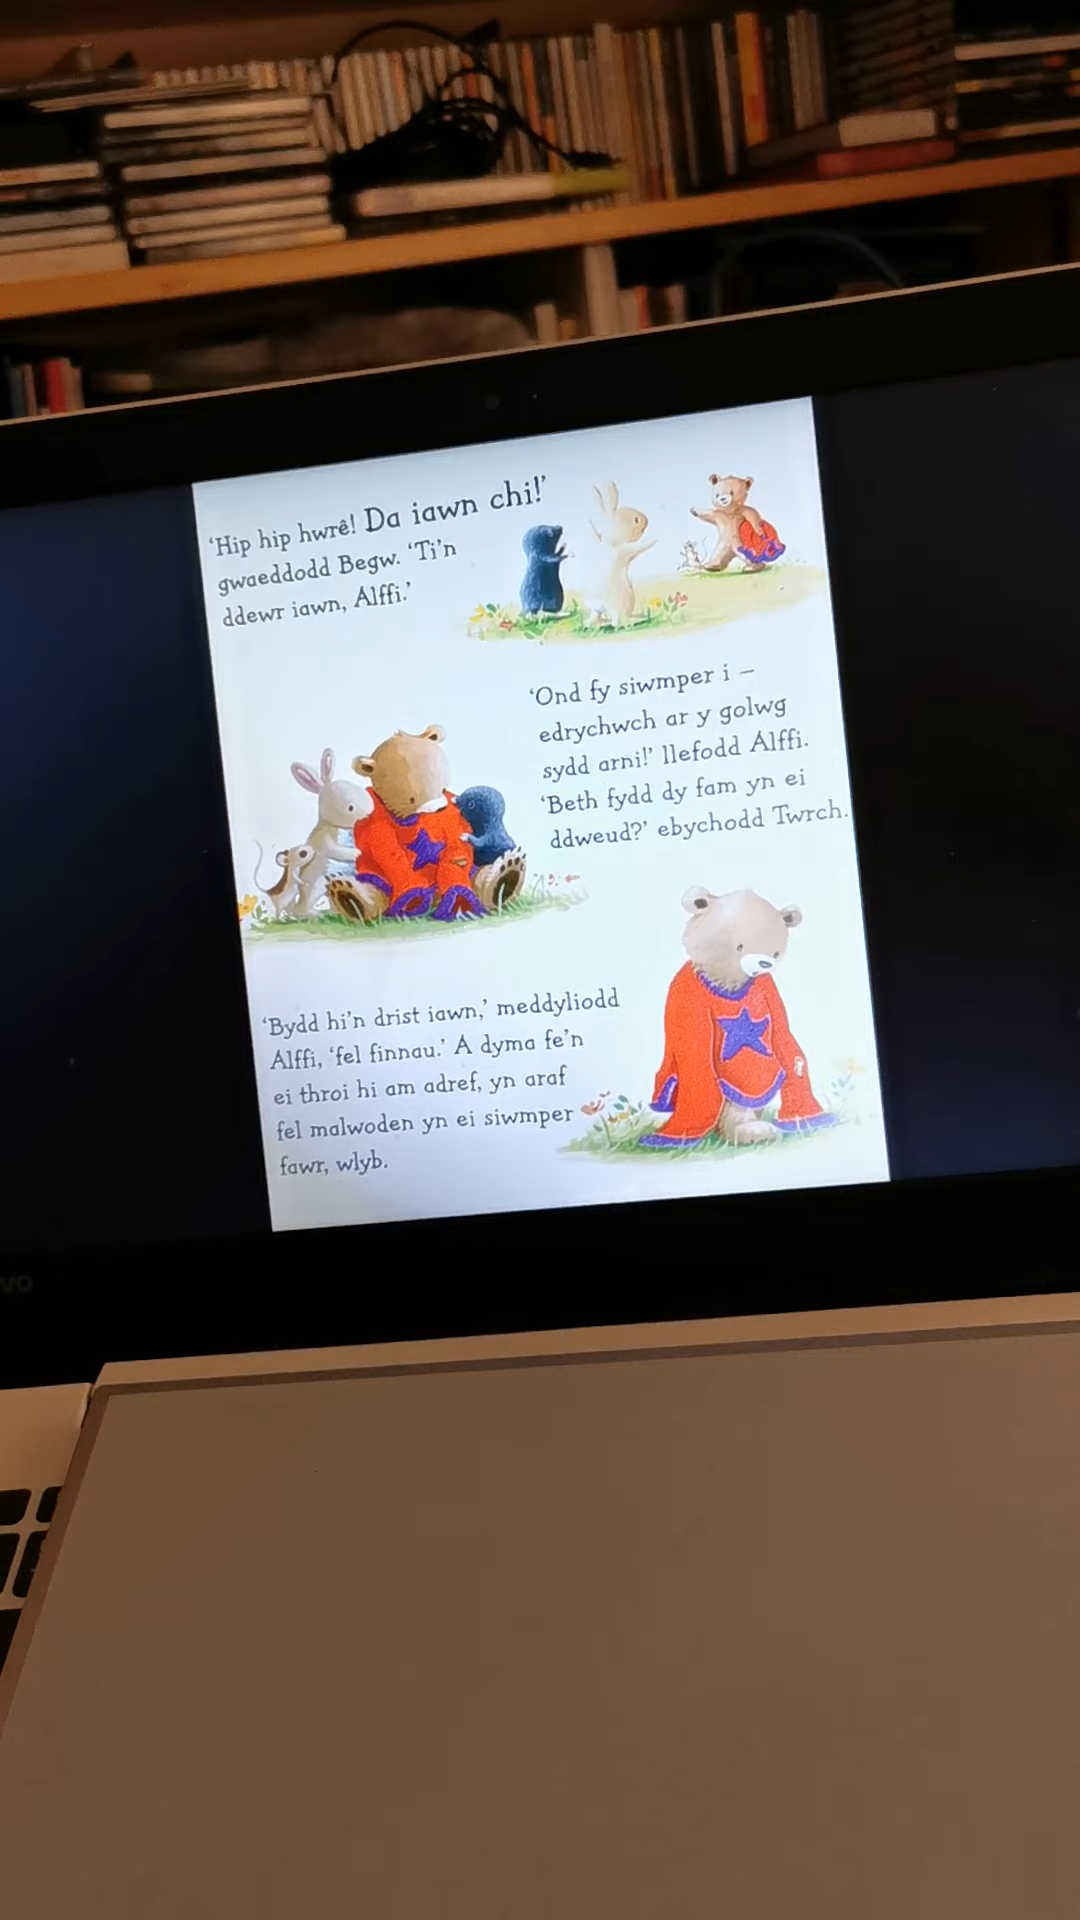 ‘Hip hip hwrê! Da iawn chi!’
gwaeddodd Begw. ‘Ti’n
ddewr iawn, Alffi.’
‘Ond fy siwmper i –
edrychwch ar y golwg
sydd arni!’ llefodd Alffi.
‘Beth fydd dy fam yn ei
ddweud?’ ebychodd Twrch.
‘Bydd hi’n drist iawn,’ meddyliodd
Alffi, ‘fel finnau.’ A dyma fe’n
ei throi hi am adref, yn araf
fel malwoden yn ei siwmper
fawr, wlyb.